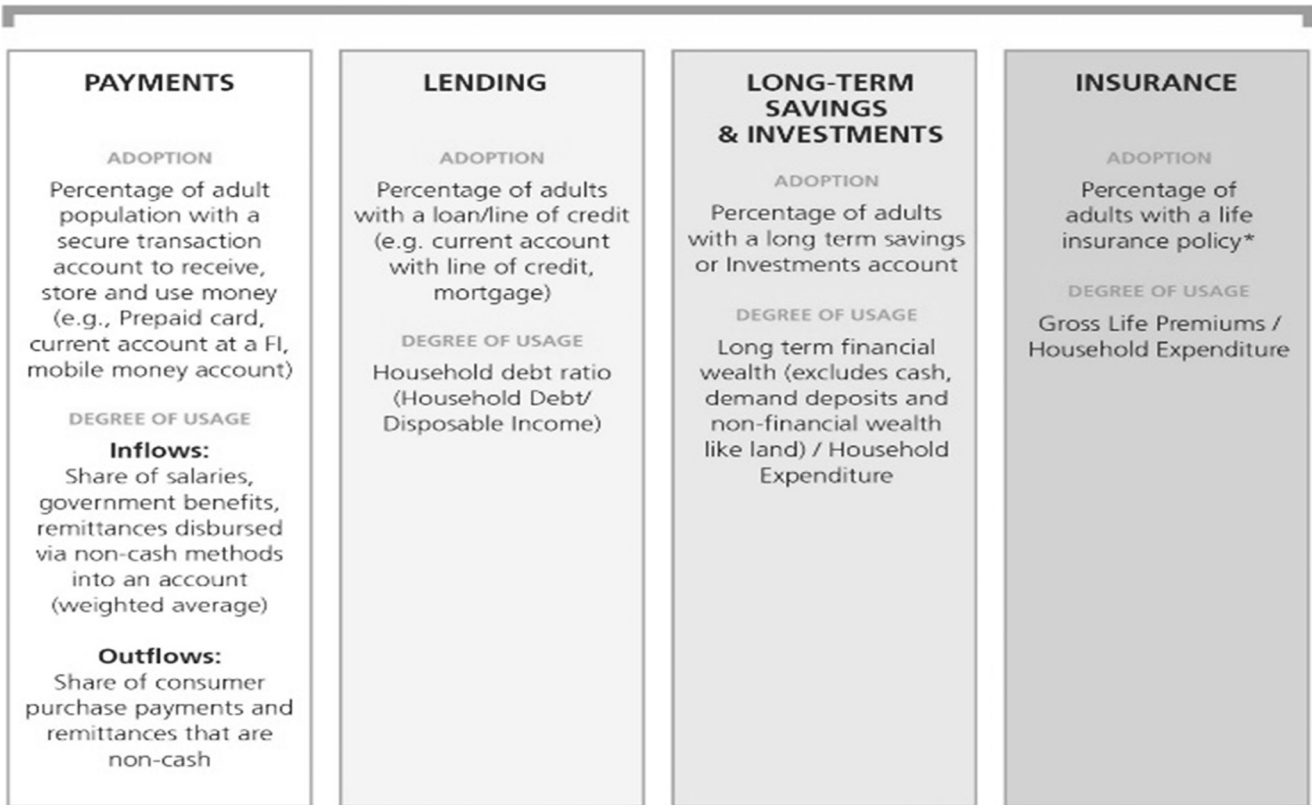 PAYMENTS
ADOPTION
Percentage of adult
population with a
secure transaction
account to receive,
store and use money
(e.g., Prepaid card,
current account at a FI,
mobile money account)
DEGREE OF USAGE
Inflows:
Share of salaries,
government benefits,
remittances disbursed
via non-cash methods
into an account
(weighted average)
Outflows:
Share of consumer
purchase payments and
remittances that are
non-cash
LENDING
ADOPTION
Percentage of adults
with a loan/line of credit
(e.g. current account
with line of credit,
mortgage)
DEGREE OF USAGE
Household debt ratio
(Household Debt/
Disposable Income)
LONG-TERM
SAVINGS
& INVESTMENTS
ADOPTION
Percentage of adults
with a long term savings
or Investments account
DEGREE OF USAGE
Long term financial
wealth (excludes cash,
demand deposits and
non-financial wealth
like land) / Household
Expenditure
INSURANCE
ADOPTION
Percentage of
adults with a life
insurance policy*
DEGREE OF USAGE
Gross Life Premiums /
Household Expenditure